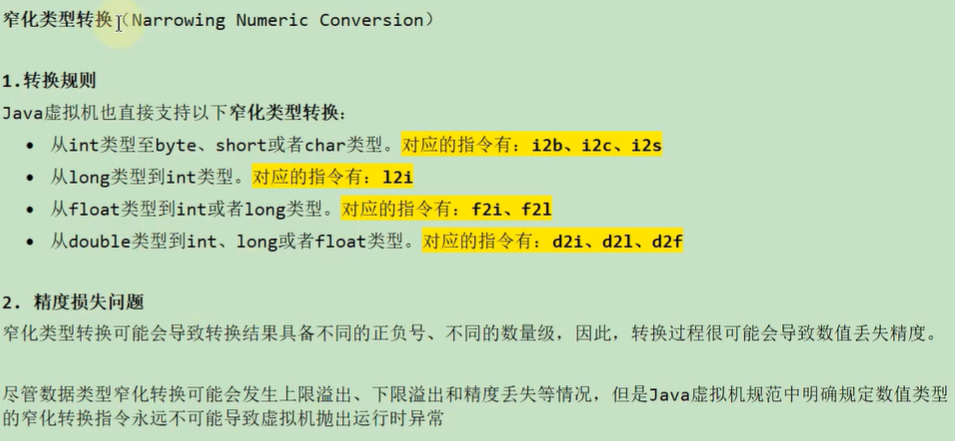 窄化类型转换（Narrowing Numeric Conversion）
1.转换规则
Java虚拟机也直接支持以下窄化类型转换：
• 从int类型至byte、short或者char类型。对应的指令有：i2b、i2c、i2s
• 从long类型到int类型。对应的指令有：l2i
• 从float类型到int或者long类型。对应的指令有：f2i、f2l
• 从double类型到int、long或者float类型。对应的指令有：d2i、d2l、d2f
2. 精度损失问题
窄化类型转换可能会导致转换结果具备不同的正负号、不同的数量级，因此，转换过程很可能会导致数值丢失精度。
尽管数据类型窄化转换可能会发生上限溢出、下限溢出和精度丢失等情况，但是Java虚拟机规范中明确规定数值类型
的窄化转换指令永远不可能导致虚拟机抛出运行时异常